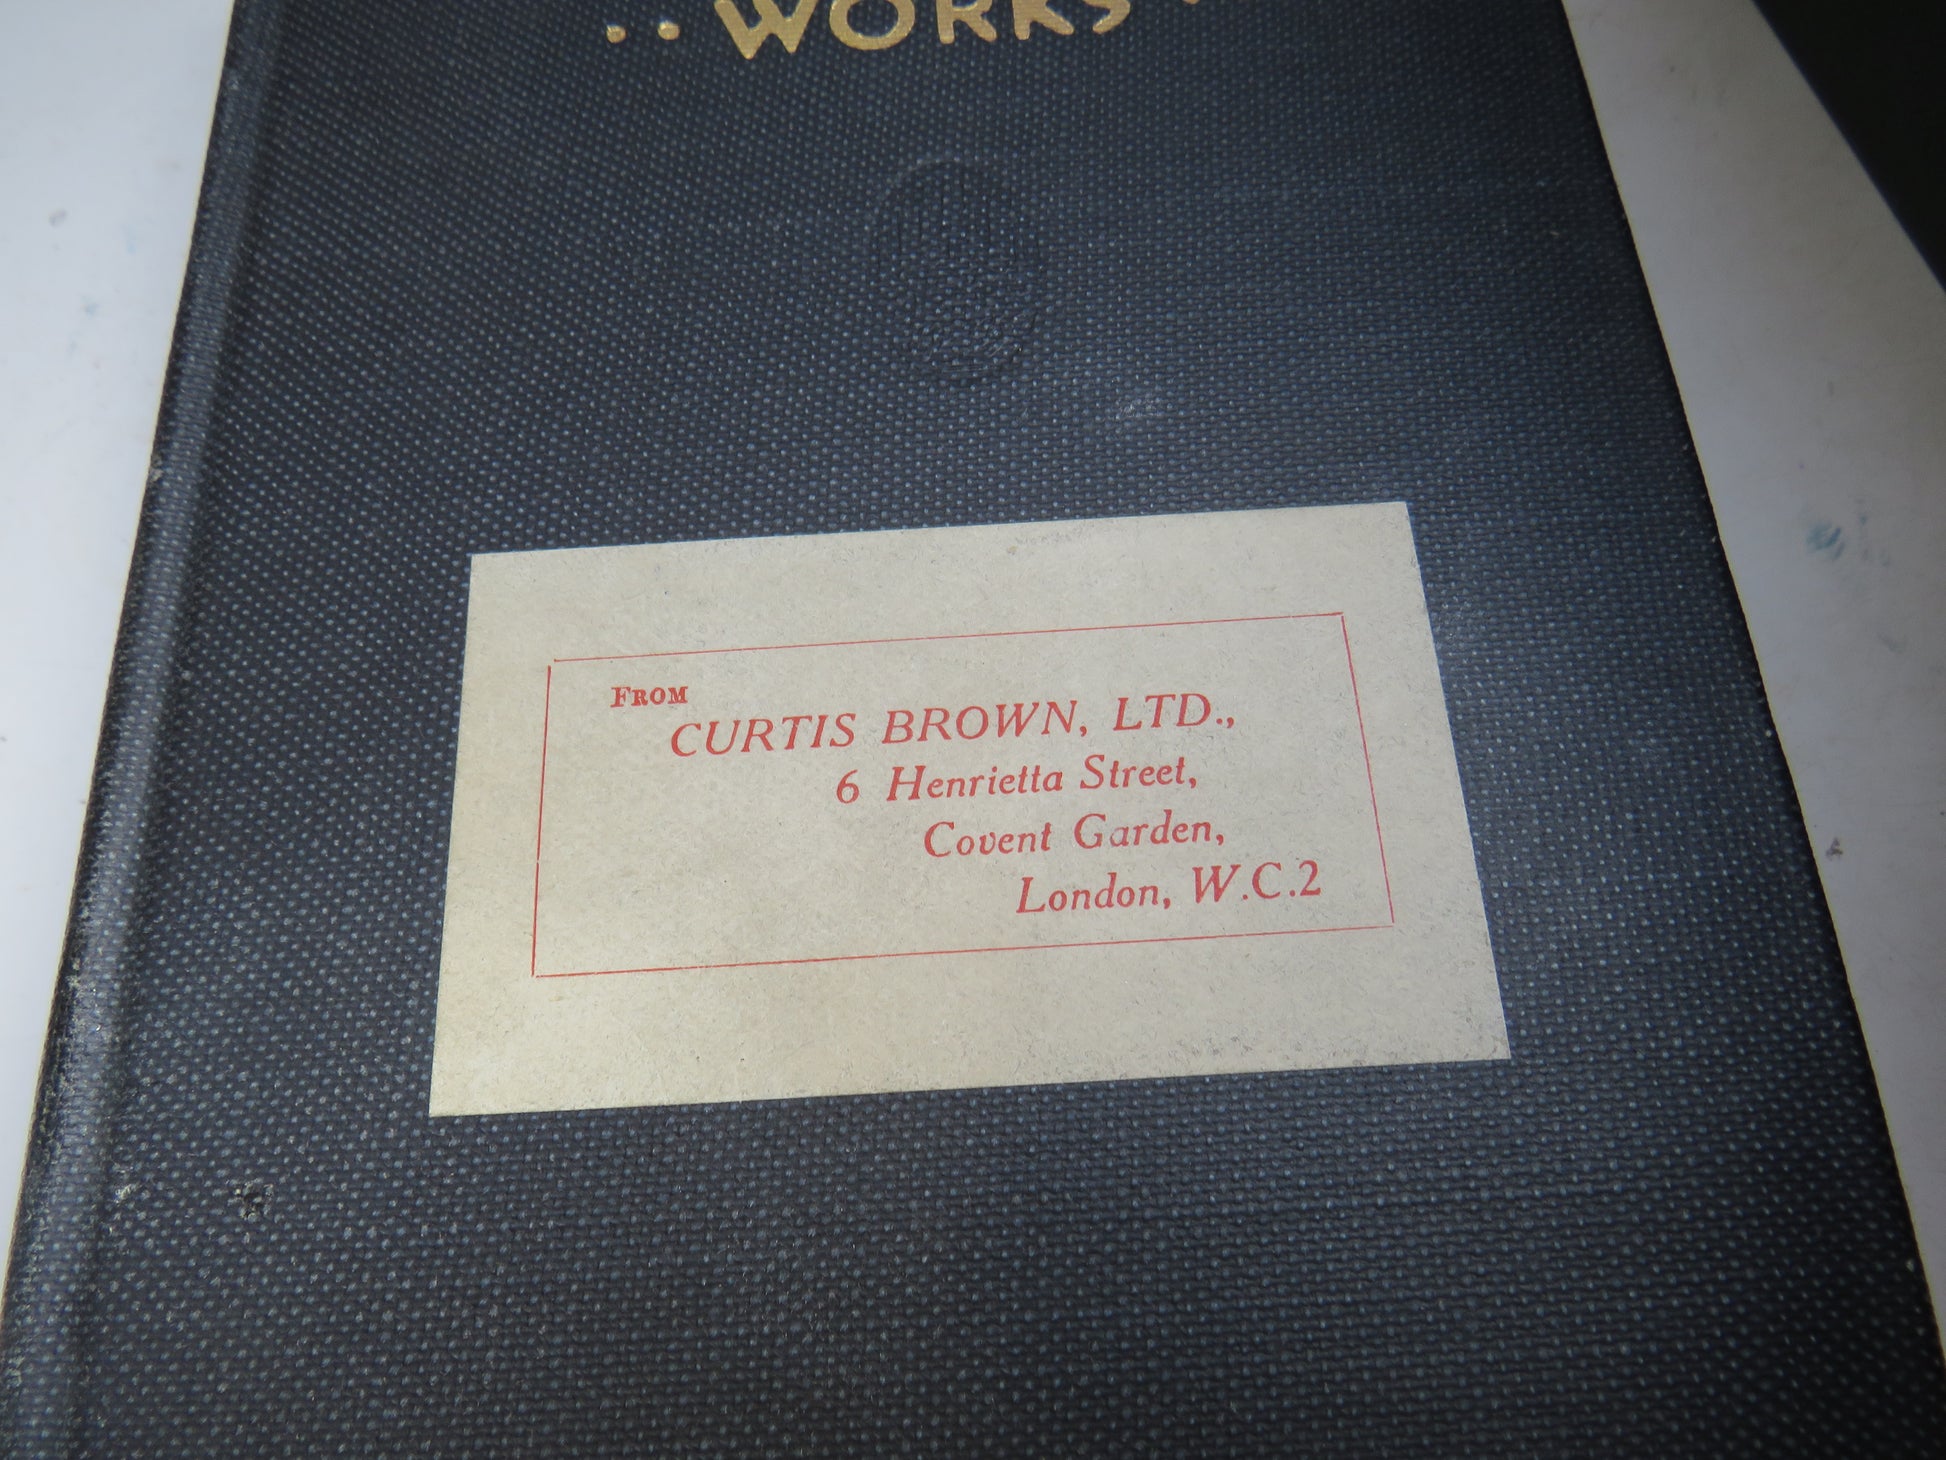 WORKS
FROM
CURTIS BROWN, LTD.,
6 Henrietta Street,
Covent Garden,
London, W.C.2